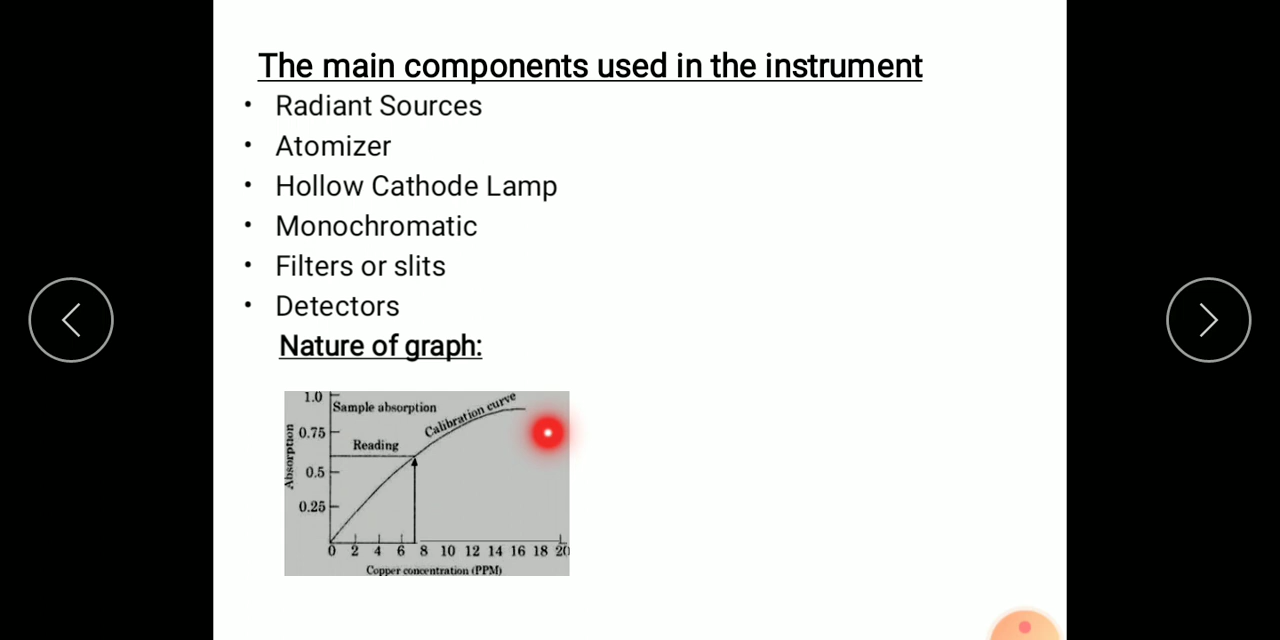 The main components used in the instrument
• Radiant Sources
• Atomizer
• Hollow Cathode Lamp
• Monochromatic
• Filters or slits
• Detectors
Nature of graph:
1.0
Sample absorption
Calibration curve
0.75
Reading
Absorption
0.5
0.25
0 2 4 6 8 10 12 14 16 18 20
Copper concentration (PPM)